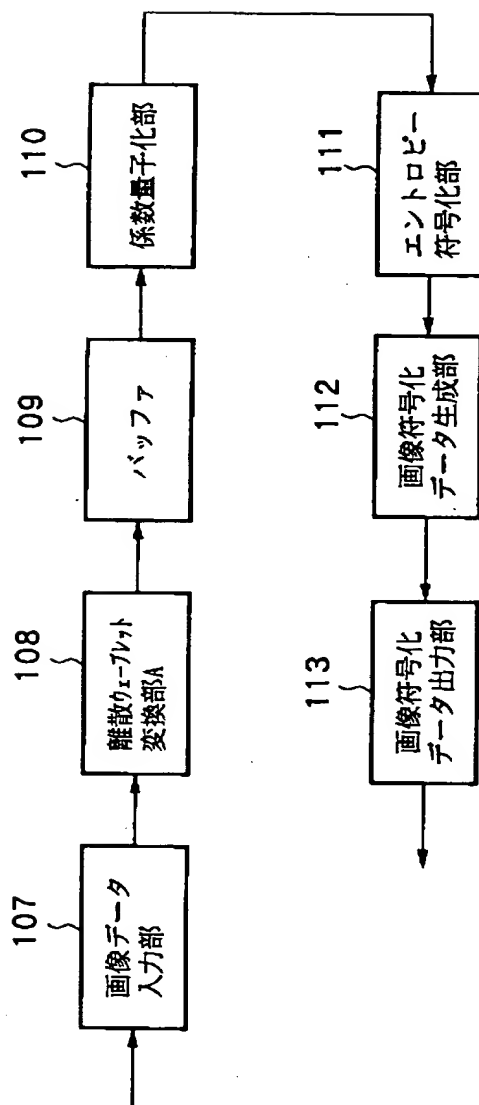 107
画像データ
入力部
108
離散ウェーブレット
変換部A
109
バッファ
110
係数量子化部
111
エントロピー
符号化部
112
画像符号化
データ生成部
113
画像符号化
データ出力部